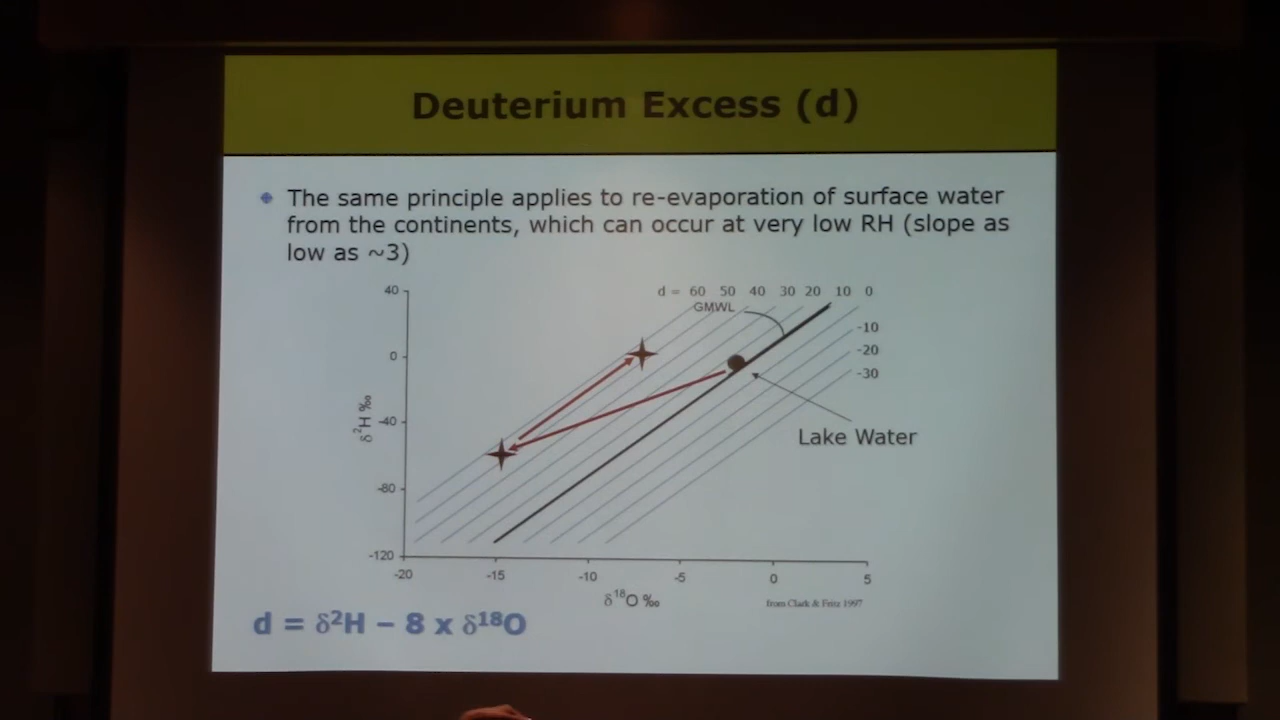 Deuterium Excess (d)
The same principle applies to re-evaporation of surface water
from the continents, which can occur at very low RH (slope as
low as ~3)
d = 60 50 40 30 20 10 0
GMWL
-10
-20
-30
40
0
-40
-80
-120
δ²H ‰
Lake Water
-20 -15 -10 -5 0 5
δ¹⁸O ‰
from Clark & Fritz 1997
d = δ²H – 8 x δ¹⁸O